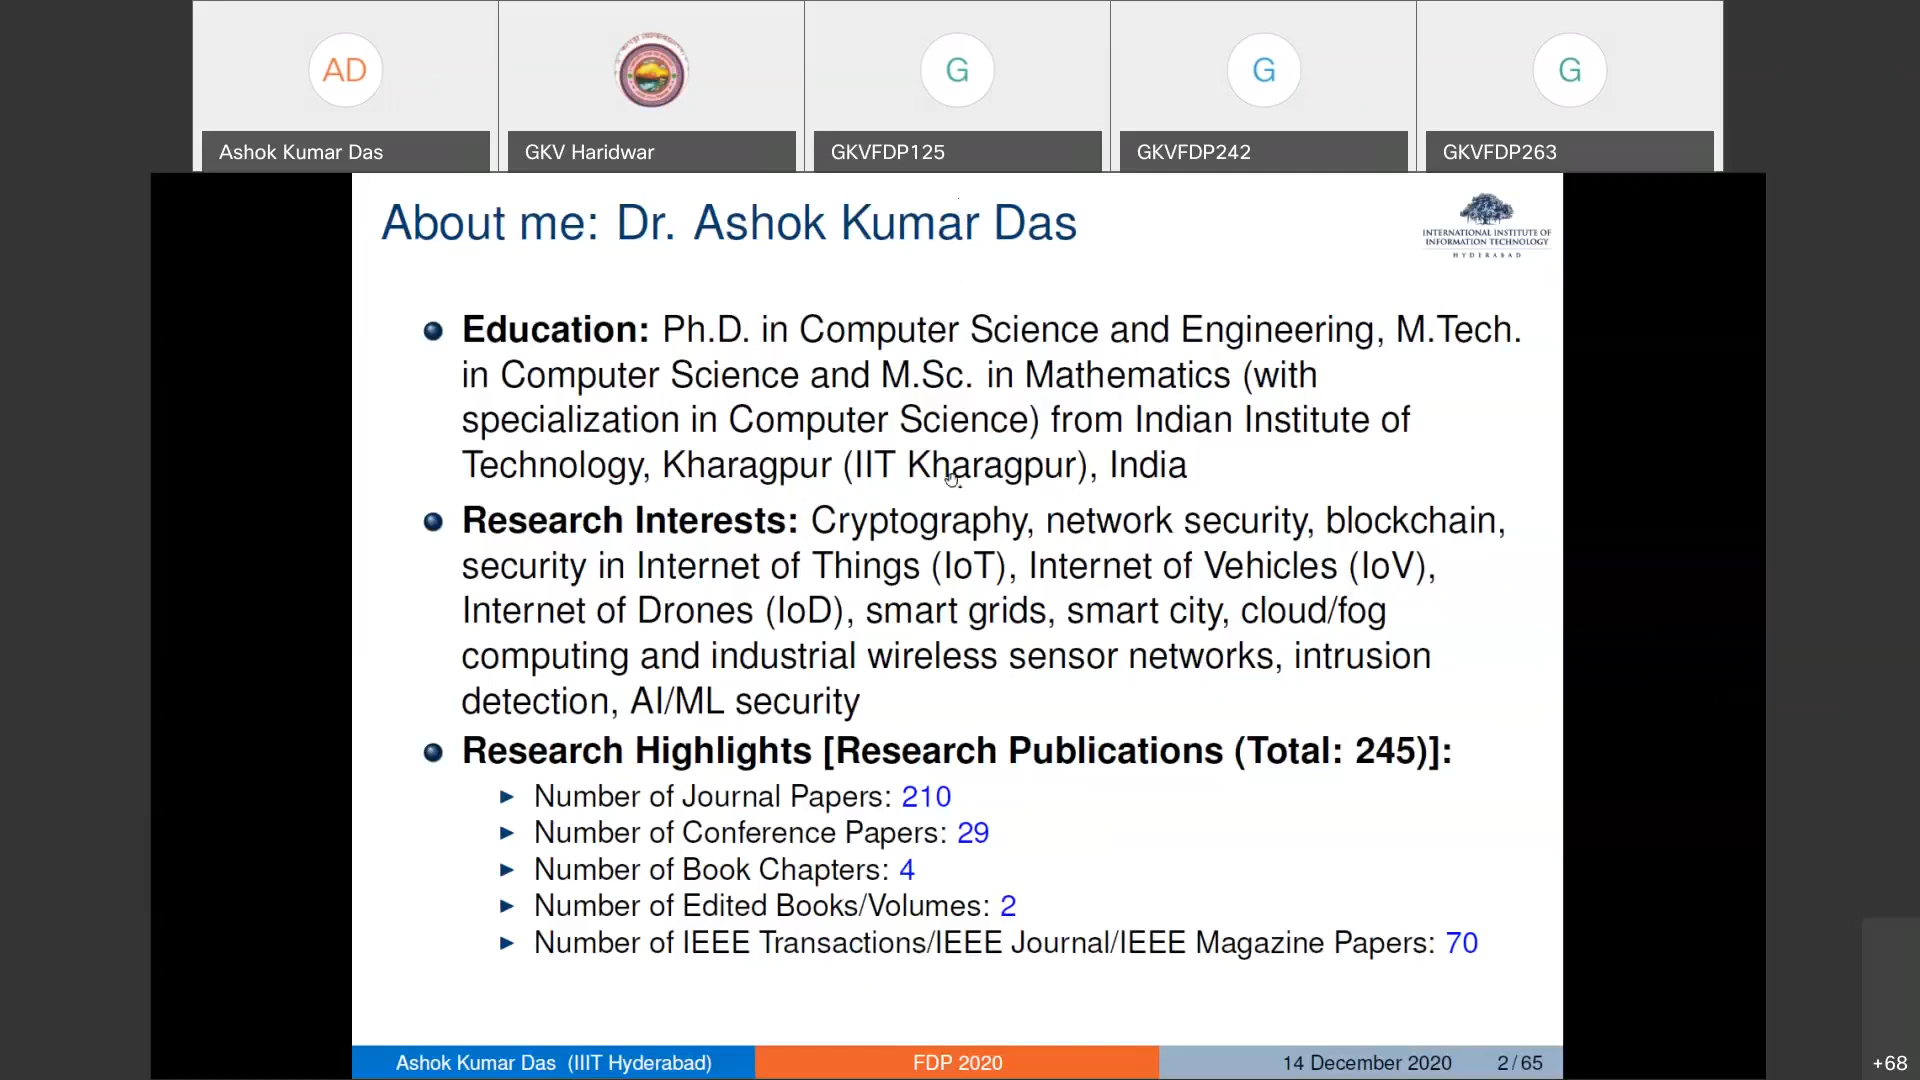 AD
G
G
G
Ashok Kumar Das
GKV Haridwar
GKVFDP125
GKVFDP242
GKVFDP263
About me: Dr. Ashok Kumar Das
INTERNATIONAL INSTITUTE OF
INFORMATION TECHNOLOGY
HYDERABAD
Education: Ph.D. in Computer Science and Engineering, M.Tech.
in Computer Science and M.Sc. in Mathematics (with
specialization in Computer Science) from Indian Institute of
Technology, Kharagpur (IIT Kharagpur), India
Research Interests: Cryptography, network security, blockchain,
security in Internet of Things (IoT), Internet of Vehicles (IoV),
Internet of Drones (IoD), smart grids, smart city, cloud/fog
computing and industrial wireless sensor networks, intrusion
detection, AI/ML security
Research Highlights [Research Publications (Total: 245)]:
Number of Journal Papers: 210
Number of Conference Papers: 29
Number of Book Chapters: 4
Number of Edited Books/Volumes: 2
Number of IEEE Transactions/IEEE Journal/IEEE Magazine Papers: 70
Ashok Kumar Das (IIIT Hyderabad)
FDP 2020
14 December 2020
2/65
+68